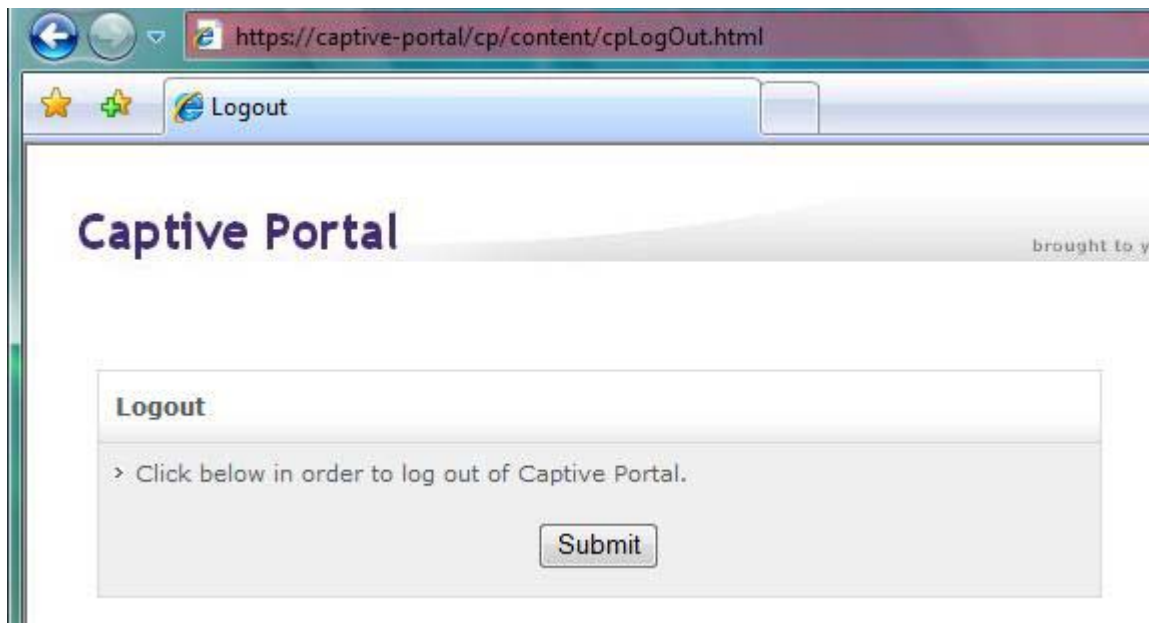 https://captive-portal/cp/content/cpLogOut.html
Logout
Captive Portal
brought to y
Logout
> Click below in order to log out of Captive Portal.
Submit